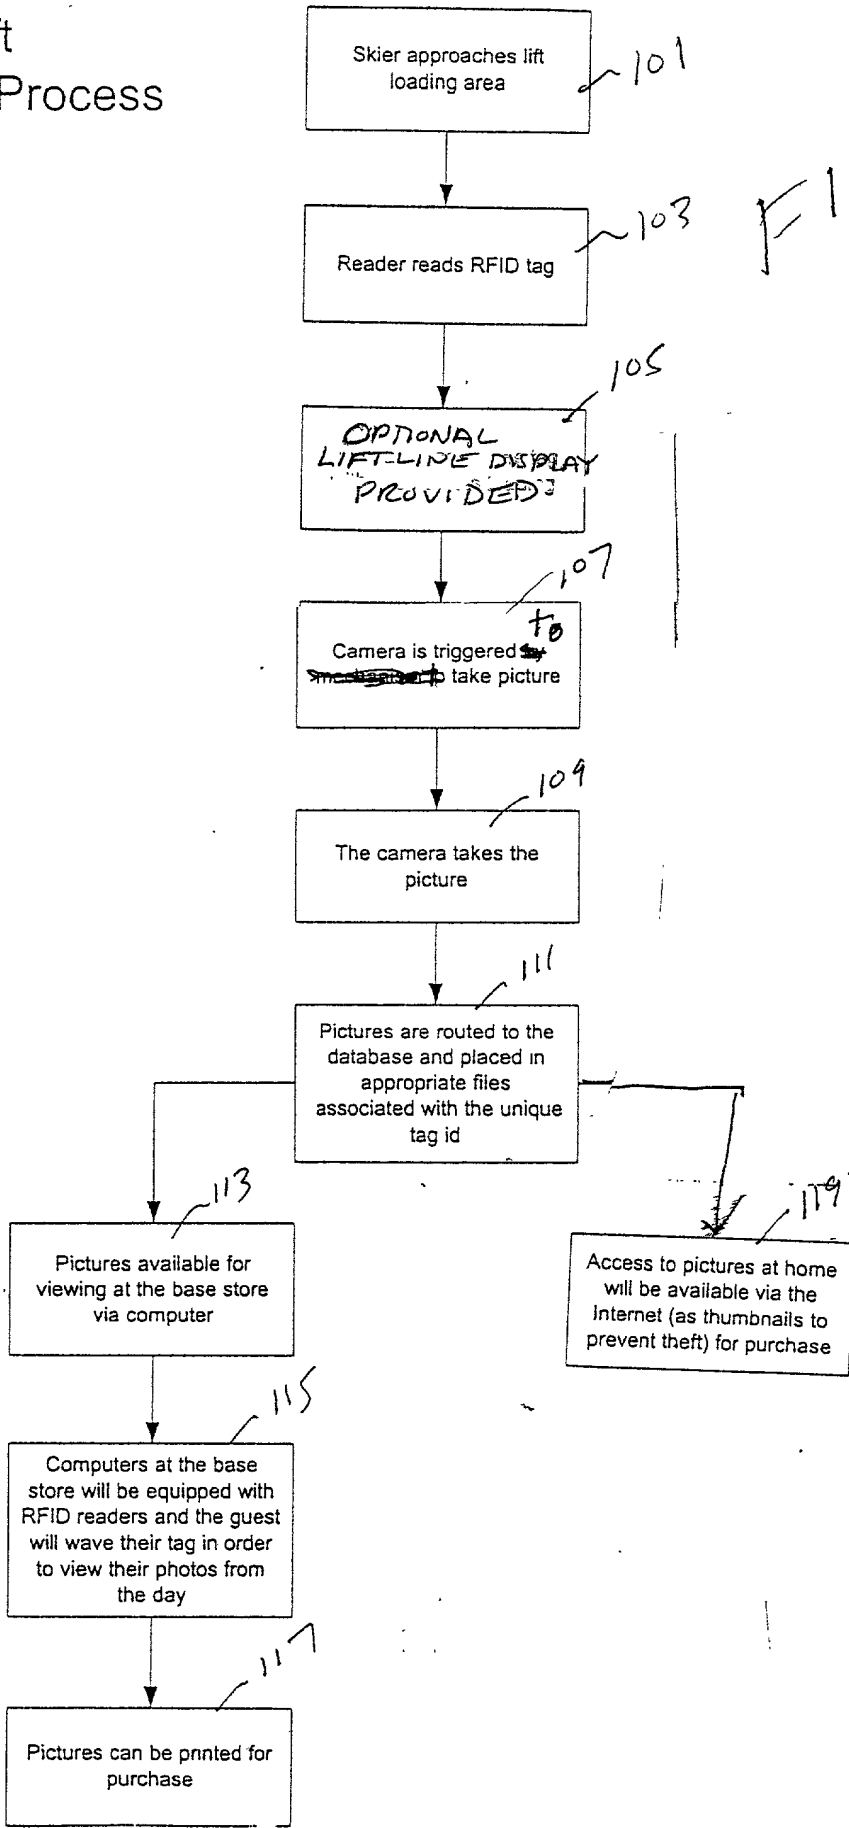 ft
Process
Skier approaches lift
loading area
101
F 1
Reader reads RFID tag
103
105
OPTIONAL
LIFT-LINE DISPLAY
PROVIDED
107
to
Camera is triggered
take picture
109
The camera takes the
picture
111
Pictures are routed to the
database and placed in
appropriate files
associated with the unique
tag id
113
Pictures available for
viewing at the base store
via computer
119
Access to pictures at home
will be available via the
Internet (as thumbnails to
prevent theft) for purchase
115
Computers at the base
store will be equipped with
RFID readers and the guest
will wave their tag in order
to view their photos from
the day
117
Pictures can be printed for
purchase